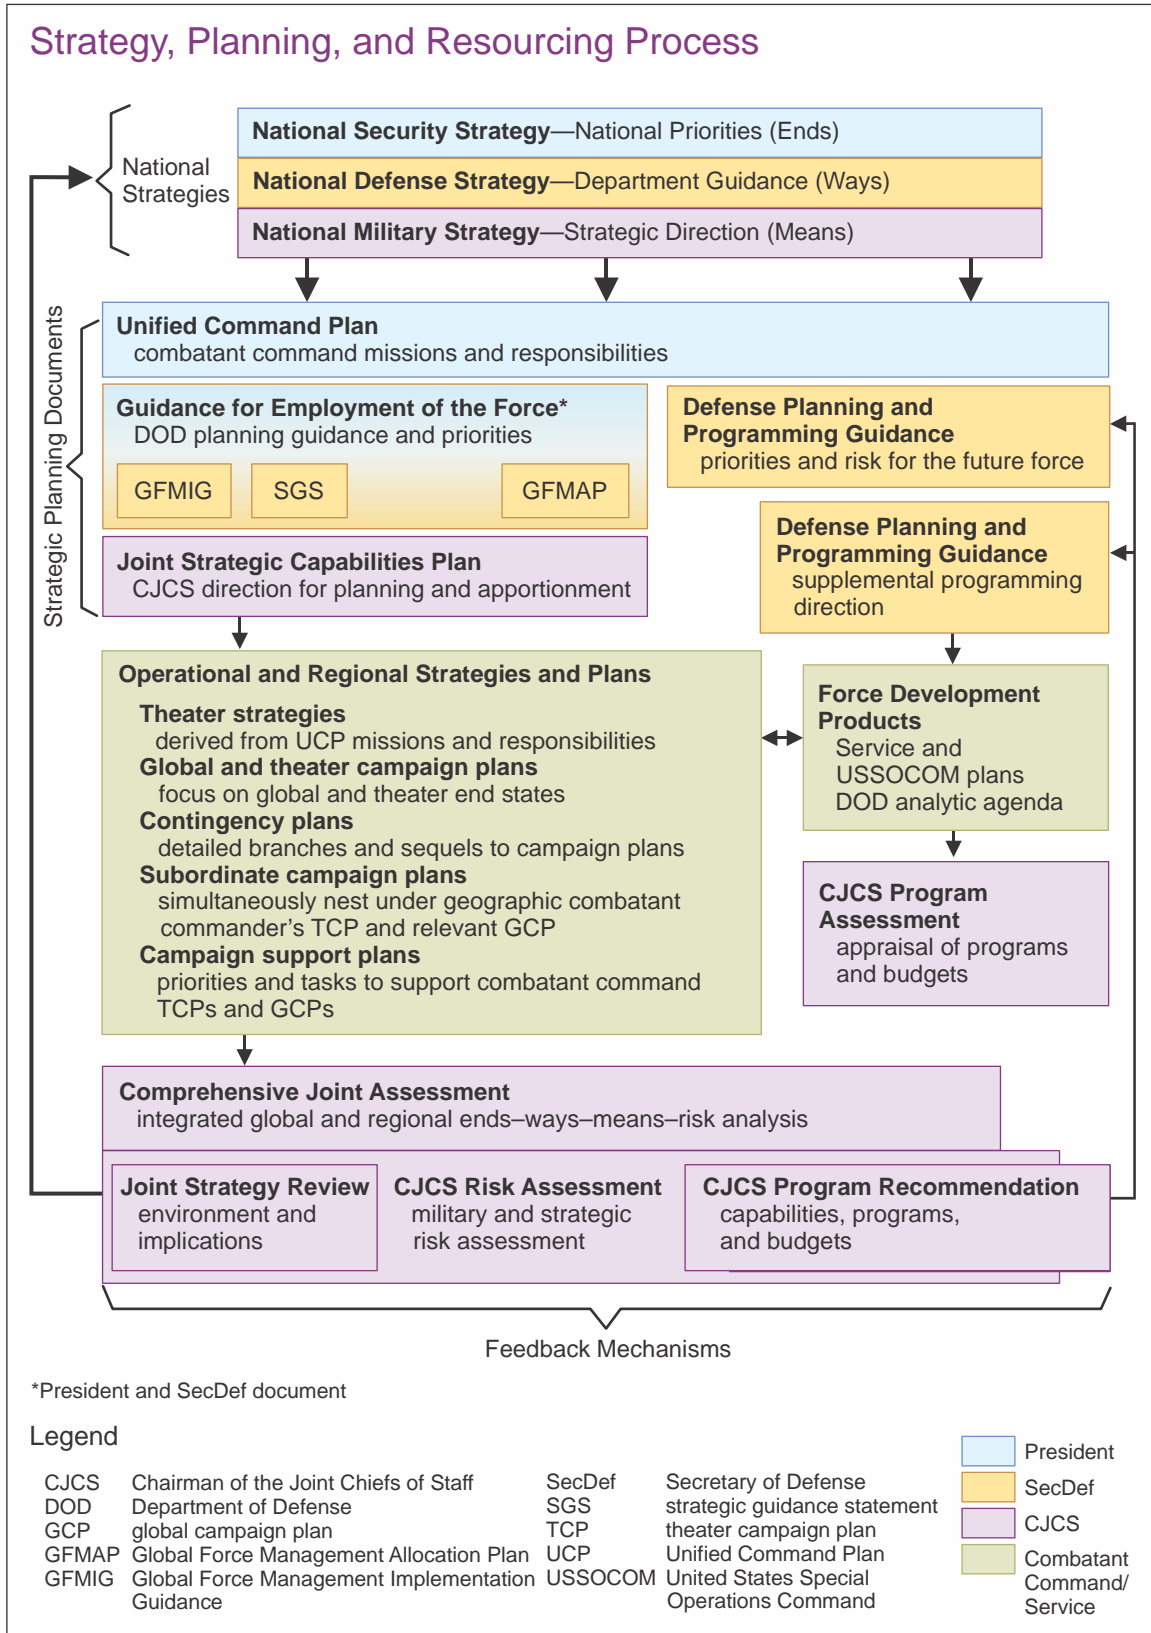 Strategy, Planning, and Resourcing Process
National
Strategies
National Security Strategy—National Priorities (Ends)
National Defense Strategy—Department Guidance (Ways)
National Military Strategy—Strategic Direction (Means)
Strategic Planning Documents
Unified Command Plan
combatant command missions and responsibilities
Guidance for Employment of the Force*
DOD planning guidance and priorities
GFMIG
SGS
GFMAP
Joint Strategic Capabilities Plan
CJCS direction for planning and apportionment
Defense Planning and
Programming Guidance
priorities and risk for the future force
Defense Planning and
Programming Guidance
supplemental programming
direction
Operational and Regional Strategies and Plans
Theater strategies
derived from UCP missions and responsibilities
Global and theater campaign plans
focus on global and theater end states
Contingency plans
detailed branches and sequels to campaign plans
Subordinate campaign plans
simultaneously nest under geographic combatant
commander's TCP and relevant GCP
Campaign support plans
priorities and tasks to support combatant command
TCPs and GCPs
Force Development
Products
Service and
USSOCOM plans
DOD analytic agenda
CJCS Program
Assessment
appraisal of programs
and budgets
Comprehensive Joint Assessment
integrated global and regional ends–ways–means–risk analysis
Joint Strategy Review
environment and
implications
CJCS Risk Assessment
military and strategic
risk assessment
CJCS Program Recommendation
capabilities, programs,
and budgets
Feedback Mechanisms
*President and SecDef document
Legend
CJCS Chairman of the Joint Chiefs of Staff
DOD Department of Defense
GCP global campaign plan
GFMAP Global Force Management Allocation Plan
GFMIG Global Force Management Implementation
Guidance
SecDef Secretary of Defense
SGS strategic guidance statement
TCP theater campaign plan
UCP Unified Command Plan
USSOCOM United States Special
Operations Command
President
SecDef
CJCS
Combatant
Command/
Service